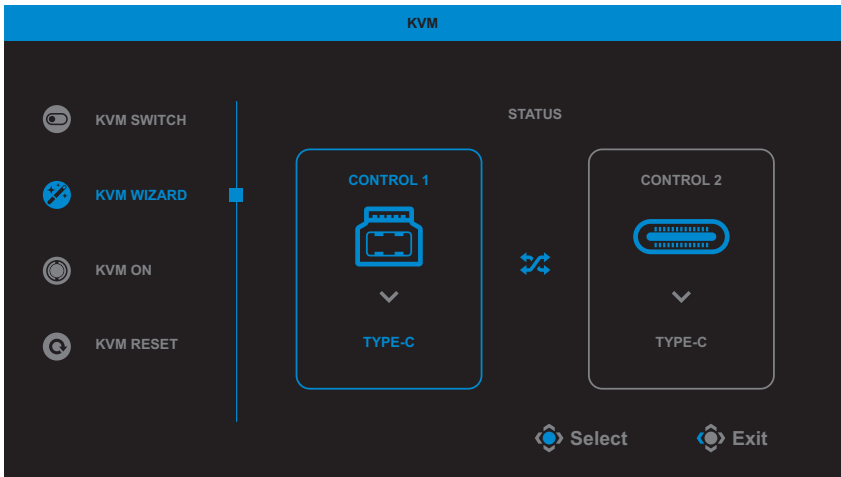 KVM
KVM SWITCH
KVM WIZARD
KVM ON
KVM RESET
STATUS
CONTROL 1
TYPE-C
CONTROL 2
TYPE-C
Select
Exit